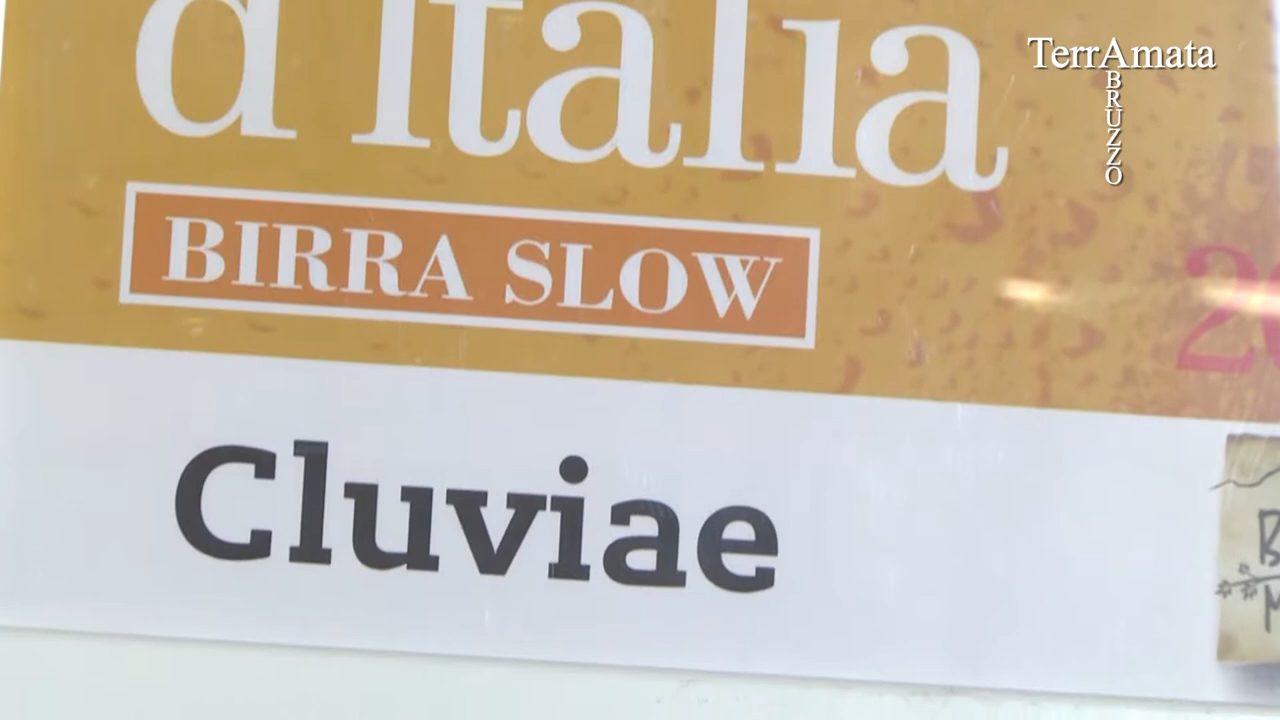 d'Italia
TerrAmata
ABRUZZO
BIRRA SLOW
Cluviae